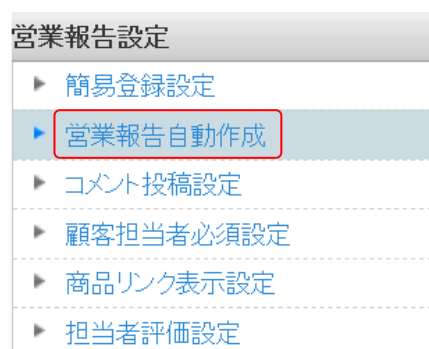 営業報告設定
簡易登録設定
営業報告自動作成
コメント投稿設定
顧客担当者必須設定
商品リンク表示設定
担当者評価設定